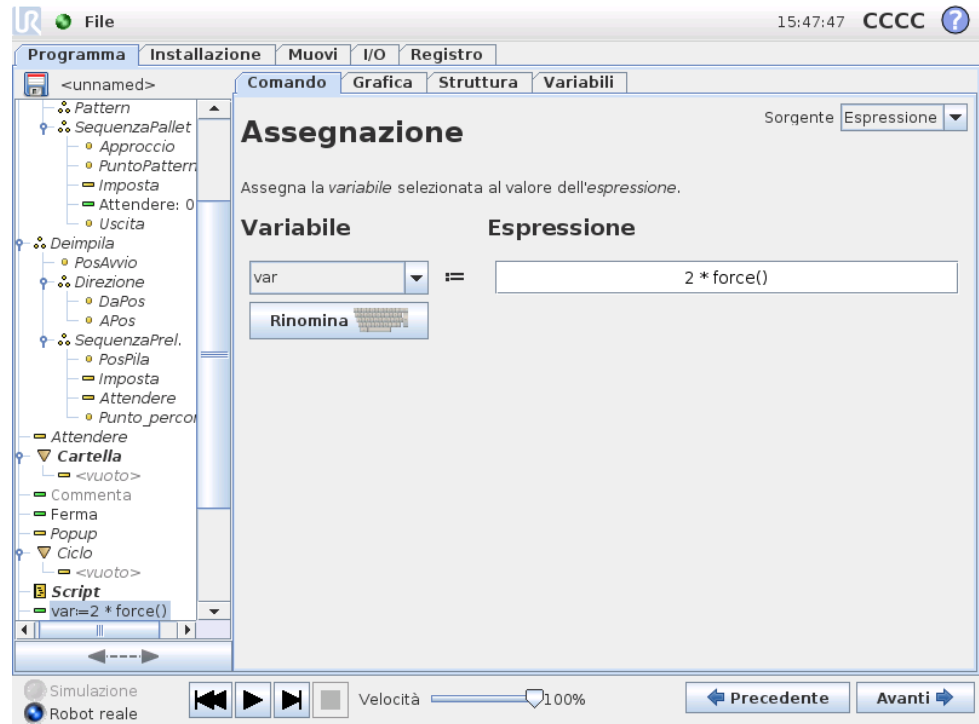 UR File 15:47:47 CCCC ?
Programma Installazione Muovi I/O Registro
<unnamed>
Comando Grafica Struttura Variabili
Pattern
SequenzaPallet
Approccio
PuntoPattern
Imposta
Attendere: 0
Uscita
Deimpila
PosAvvio
Direzione
DaPos
APos
SequenzaPrel.
PosPila
Imposta
Attendere
Punto_percor
Attendere
Cartella
<vuoto>
Commenta
Ferma
Popup
Ciclo
<vuoto>
Script
var:=2 * force()
Assegnazione
Sorgente Espressione
Assegna la variabile selezionata al valore dell'espressione.
Variabile Espressione
var := 2 * force()
Rinomina
Simulazione
Robot reale
Velocità 100%
Precedente Avanti